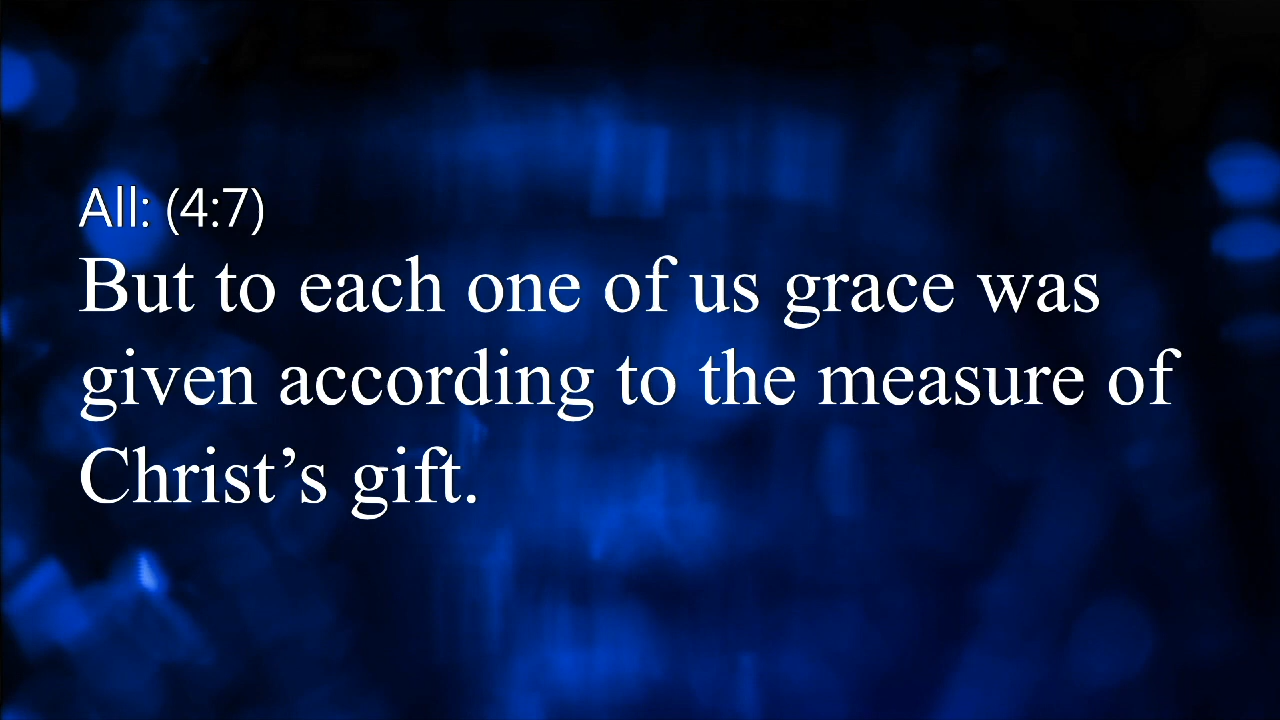 All: (4:7)
But to each one of us grace was
given according to the measure of
Christ’s gift.